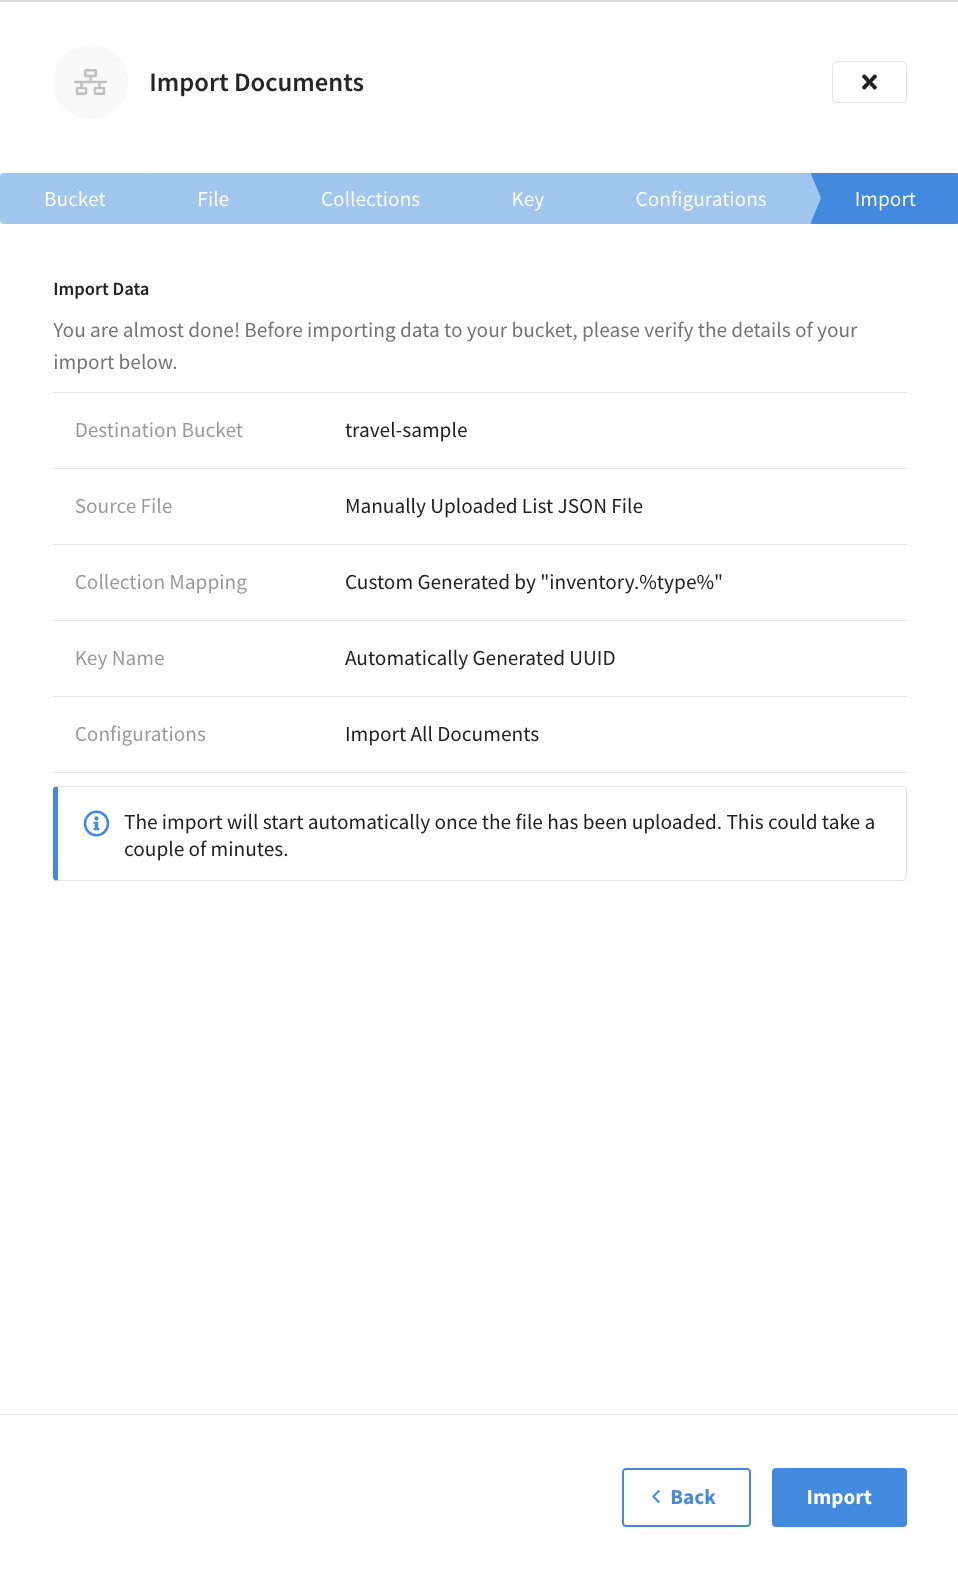 Import Documents
Bucket File Collections Key Configurations Import
Import Data
You are almost done! Before importing data to your bucket, please verify the details of your
import below.
Destination Bucket travel-sample
Source File Manually Uploaded List JSON File
Collection Mapping Custom Generated by "inventory.%type%"
Key Name Automatically Generated UUID
Configurations Import All Documents
The import will start automatically once the file has been uploaded. This could take a
couple of minutes.
Back Import